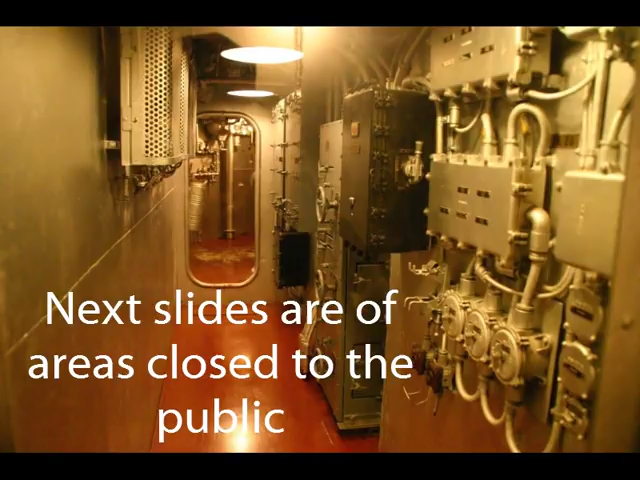 Next slides are of
areas closed to the
public